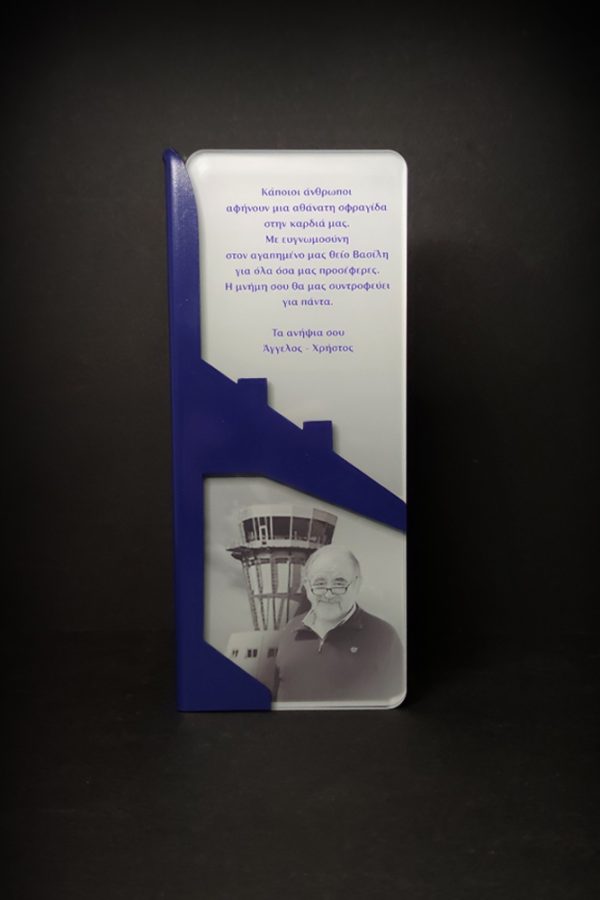 Κάποιοι άνθρωποι
αφήνουν μια αθάνατη σφραγίδα
στην καρδιά μας.
Με ευγνωμοσύνη
στον αγαπημένο μας θείο Βασίλη
για όλα όσα μας προσέφερες.
Η μνήμη σου θα μας συντροφεύει
για πάντα.
Τα ανήψια σου
Άγγελος - Χρήστος